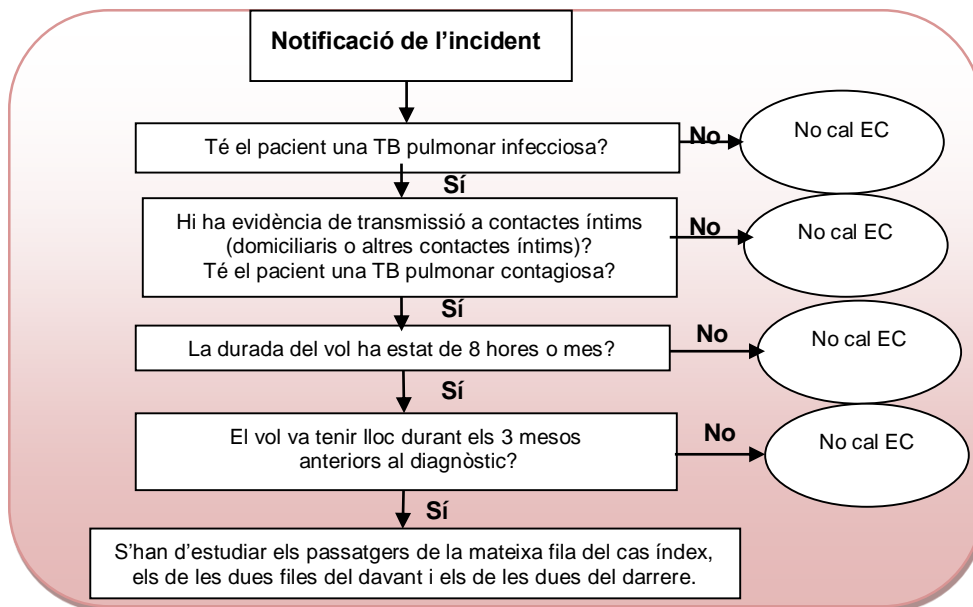 Notificació de l’incident
Té el pacient una TB pulmonar infecciosa?
No
No cal EC
Sí
Hi ha evidència de transmissió a contactes íntims
(domiciliaris o altres contactes íntims)?
Té el pacient una TB pulmonar contagiosa?
No
No cal EC
Sí
La durada del vol ha estat de 8 hores o mes?
No
No cal EC
Sí
El vol va tenir lloc durant els 3 mesos
anteriors al diagnòstic?
No
No cal EC
Sí
S’han d’estudiar els passatgers de la mateixa fila del cas índex,
els de les dues files del davant i els de les dues del darrere.